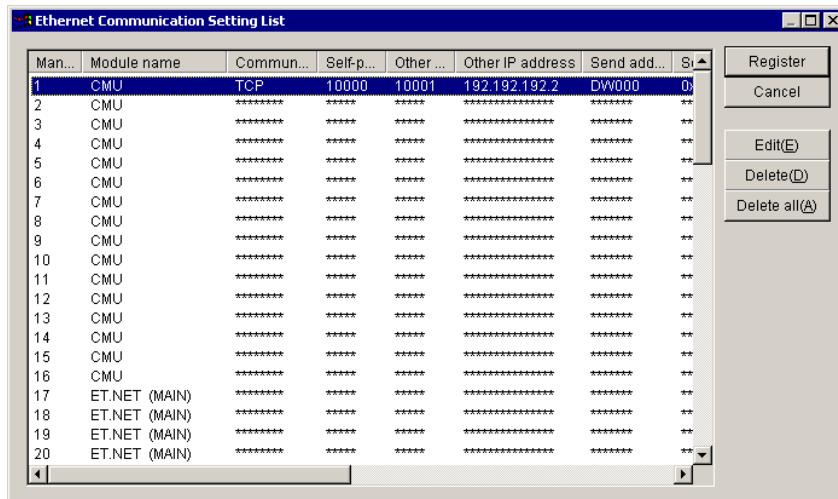 Ethernet Communication Setting List
Man... Module name Commun... Self-p... Other ... Other IP address Send add...
1 CMU TCP 10000 10001 192.192.192.2 DW000 0x
2 CMU ******** ***** ***** *************** ******* **
3 CMU ******** ***** ***** *************** ******* **
4 CMU ******** ***** ***** *************** ******* **
5 CMU ******** ***** ***** *************** ******* **
6 CMU ******** ***** ***** *************** ******* **
7 CMU ******** ***** ***** *************** ******* **
8 CMU ******** ***** ***** *************** ******* **
9 CMU ******** ***** ***** *************** ******* **
10 CMU ******** ***** ***** *************** ******* **
11 CMU ******** ***** ***** *************** ******* **
12 CMU ******** ***** ***** *************** ******* **
13 CMU ******** ***** ***** *************** ******* **
14 CMU ******** ***** ***** *************** ******* **
15 CMU ******** ***** ***** *************** ******* **
16 CMU ******** ***** ***** *************** ******* **
17 ET.NET (MAIN) ******** ***** ***** *************** ******* **
18 ET.NET (MAIN) ******** ***** ***** *************** ******* **
19 ET.NET (MAIN) ******** ***** ***** *************** ******* **
20 ET.NET (MAIN) ******** ***** ***** *************** ******* **
Register
Cancel
Edit(E)
Delete(D)
Delete all(A)